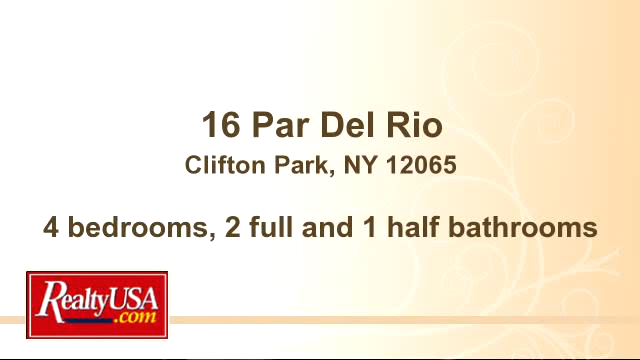 16 Par Del Rio
Clifton Park, NY 12065
4 bedrooms, 2 full and 1 half bathrooms
RealtyUSA
.com